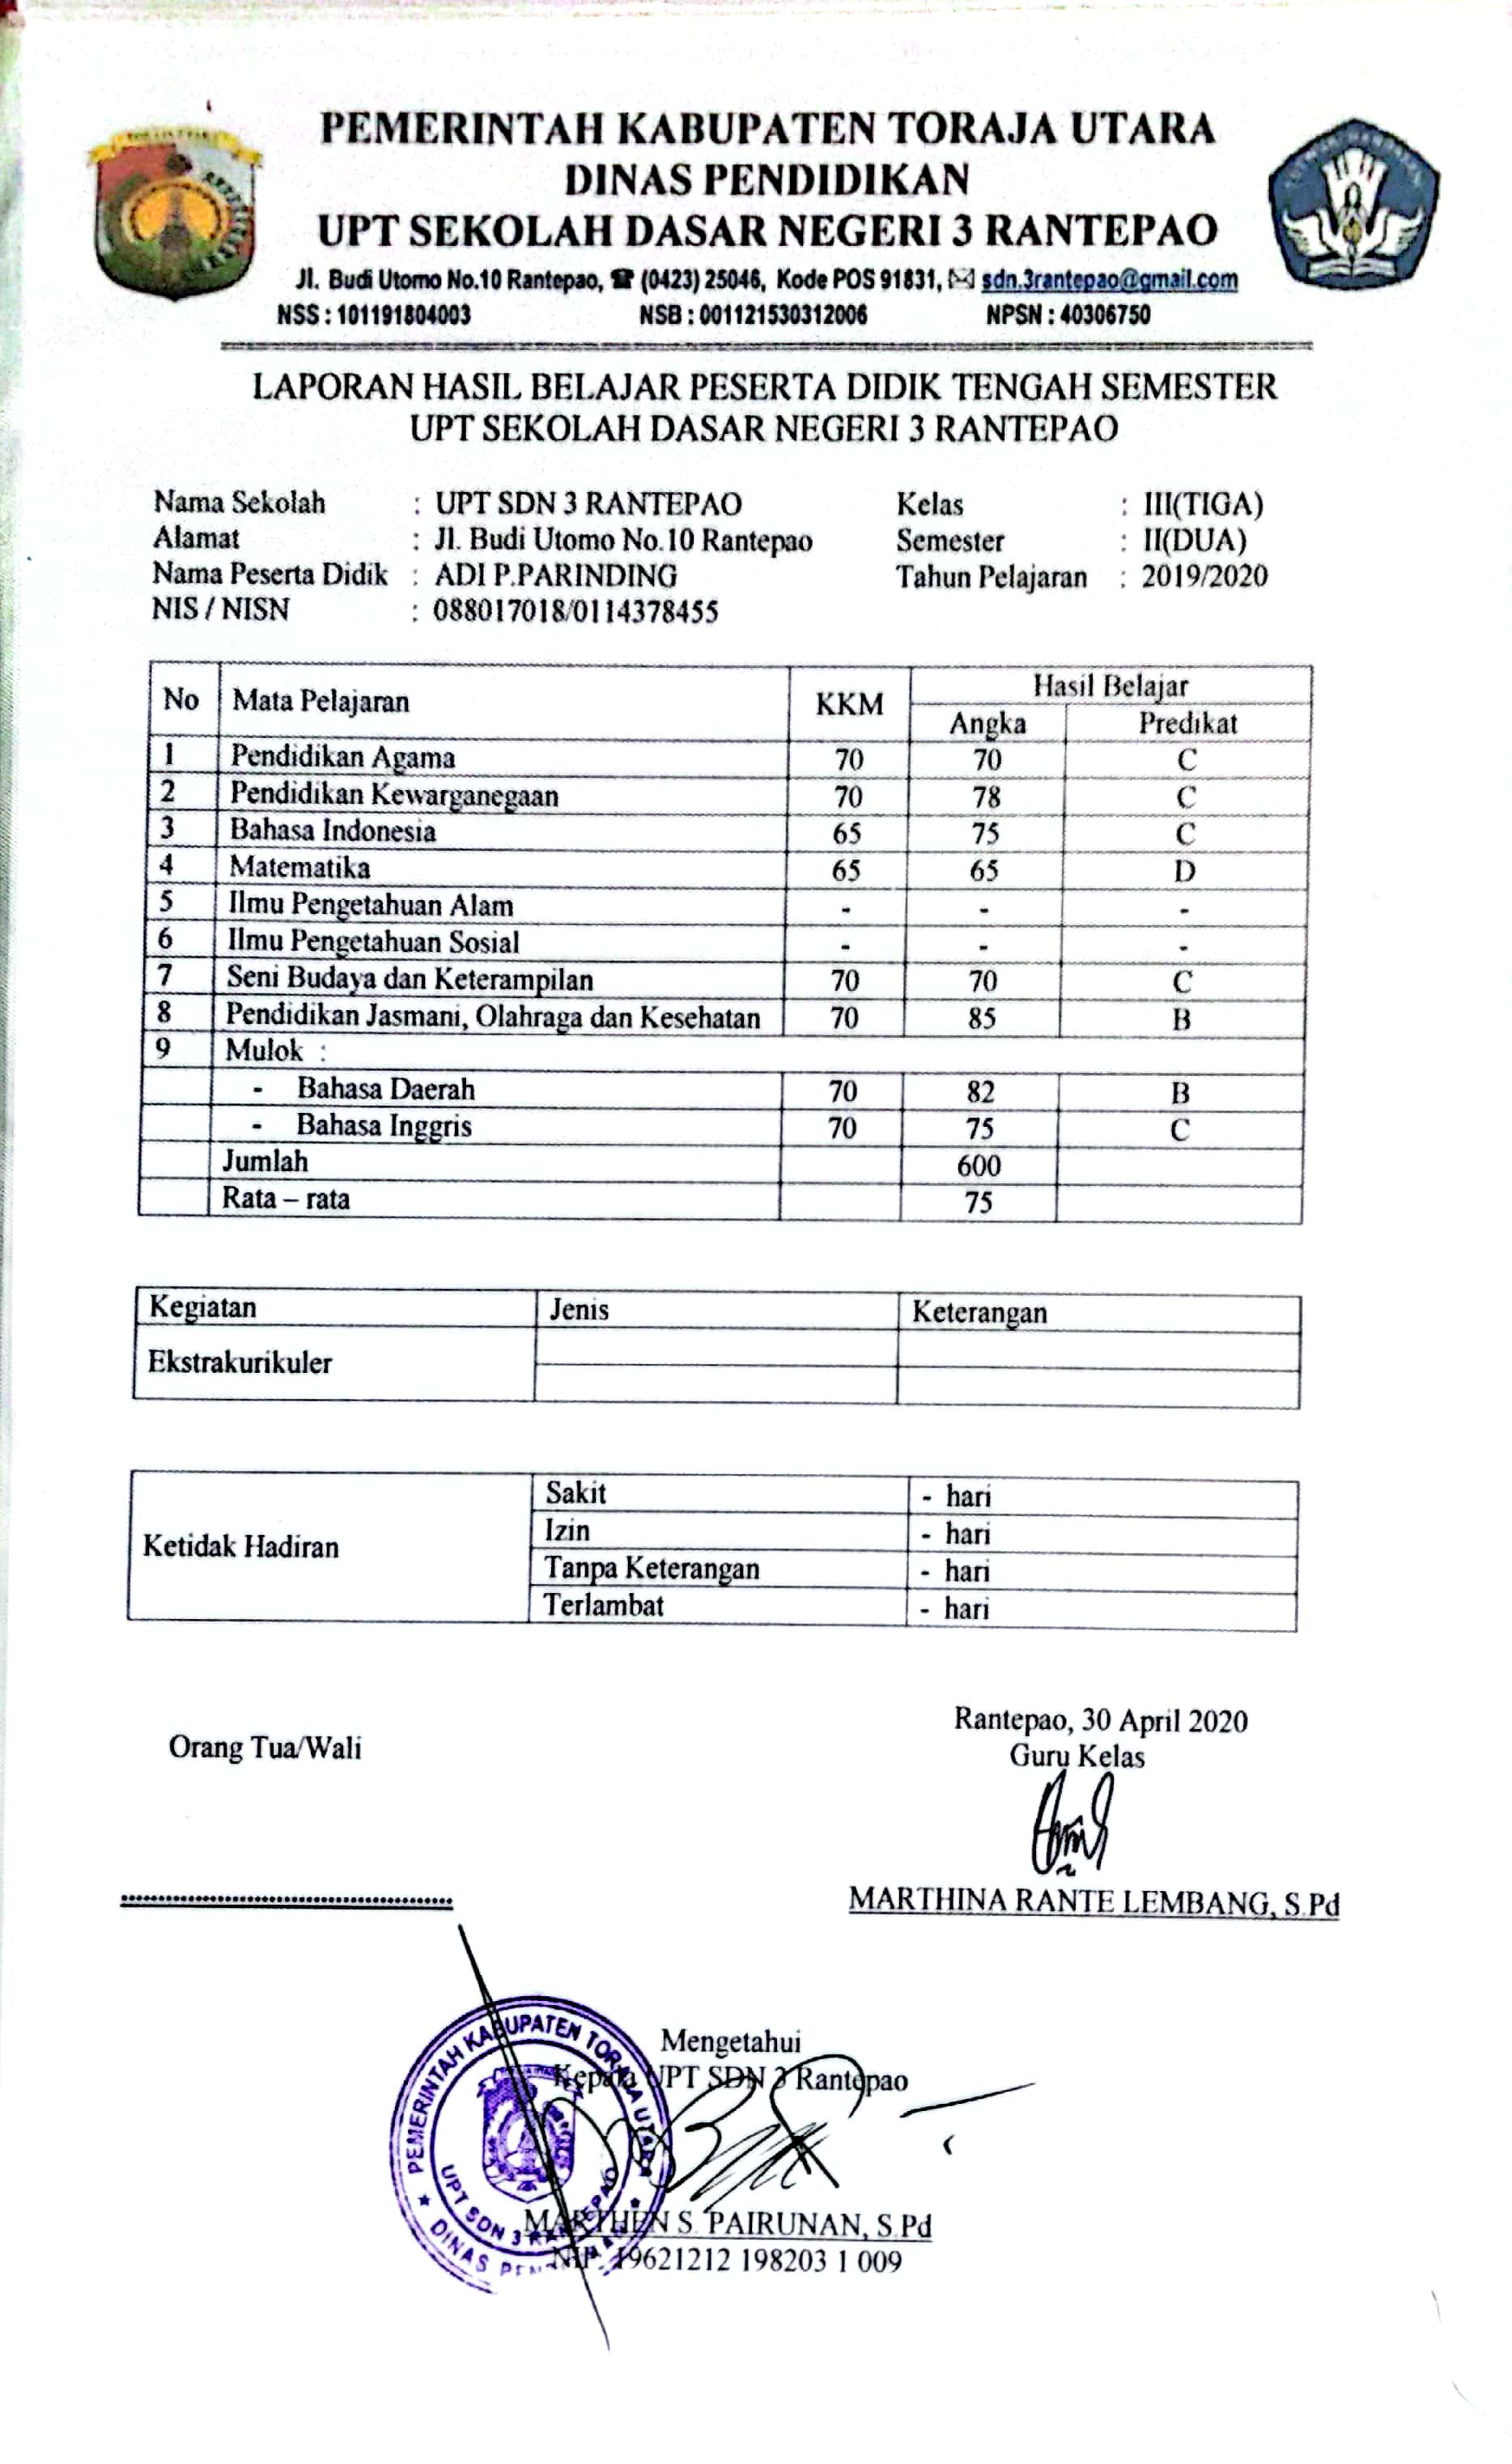 PEMERINTAH KABUPATEN TORAJA UTARA
DINAS PENDIDIKAN
UPT SEKOLAH DASAR NEGERI 3 RANTEPAO
Jl. Budi Utomo No.10 Rantepao, ☎ (0423) 25046, Kode POS 91831, ✉ sdn.3rantepao@gmail.com
NSS : 101191804003 NSB : 001121530312006 NPSN : 40306750
LAPORAN HASIL BELAJAR PESERTA DIDIK TENGAH SEMESTER
UPT SEKOLAH DASAR NEGERI 3 RANTEPAO
Nama Sekolah : UPT SDN 3 RANTEPAO Kelas : III(TIGA)
Alamat : Jl. Budi Utomo No.10 Rantepao Semester : II(DUA)
Nama Peserta Didik : ADI P.PARINDING Tahun Pelajaran : 2019/2020
NIS / NISN : 088017018/0114378455
No Mata Pelajaran KKM Hasil Belajar
Angka Predikat
1 Pendidikan Agama 70 70 C
2 Pendidikan Kewarganegaan 70 78 C
3 Bahasa Indonesia 65 75 C
4 Matematika 65 65 D
5 Ilmu Pengetahuan Alam - - -
6 Ilmu Pengetahuan Sosial - - -
7 Seni Budaya dan Keterampilan 70 70 C
8 Pendidikan Jasmani, Olahraga dan Kesehatan 70 85 B
9 Mulok :
- Bahasa Daerah 70 82 B
- Bahasa Inggris 70 75 C
Jumlah 600
Rata – rata 75
Kegiatan Jenis Keterangan
Ekstrakurikuler
Ketidak Hadiran Sakit - hari
Izin - hari
Tanpa Keterangan - hari
Terlambat - hari
Rantepao, 30 April 2020
Orang Tua/Wali Guru Kelas
MARTHINA RANTE LEMBANG, S.Pd
Mengetahui
Kepala UPT SDN 3 Rantepao
PEMERINTAH KABUPATEN TORAJA UTARA
UPT SDN 3 RANTEPAO
DINAS
MARTHEN S. PAIRUNAN, S.Pd
NIP. 19621212 198203 1 009